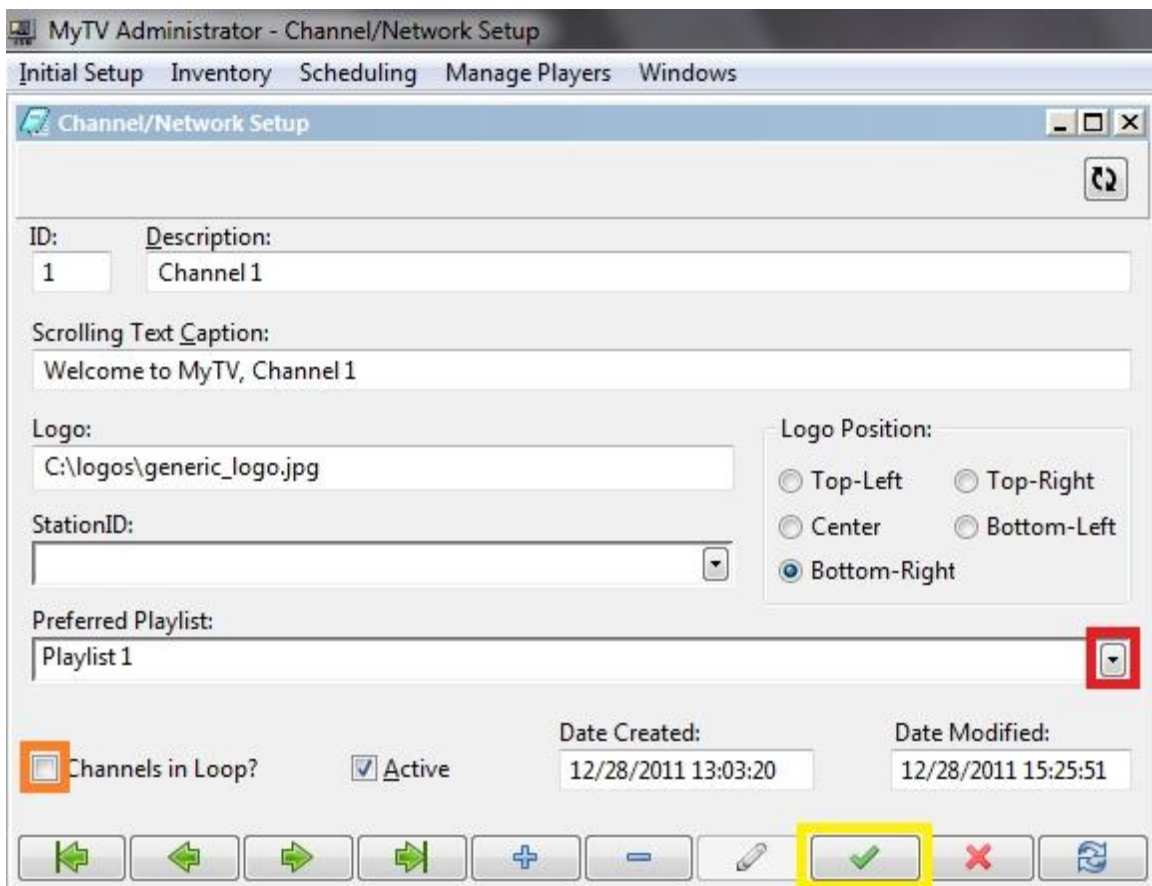 MyTV Administrator - Channel/Network Setup
Initial Setup Inventory Scheduling Manage Players Windows
Channel/Network Setup
ID: Description:
1 Channel 1
Scrolling Text Caption:
Welcome to MyTV, Channel 1
Logo:
C:\logos\generic_logo.jpg
Logo Position:
Top-Left Top-Right
Center Bottom-Left
Bottom-Right
StationID:
Preferred Playlist:
Playlist 1
Channels in Loop? Active
Date Created: Date Modified:
12/28/2011 13:03:20 12/28/2011 15:25:51